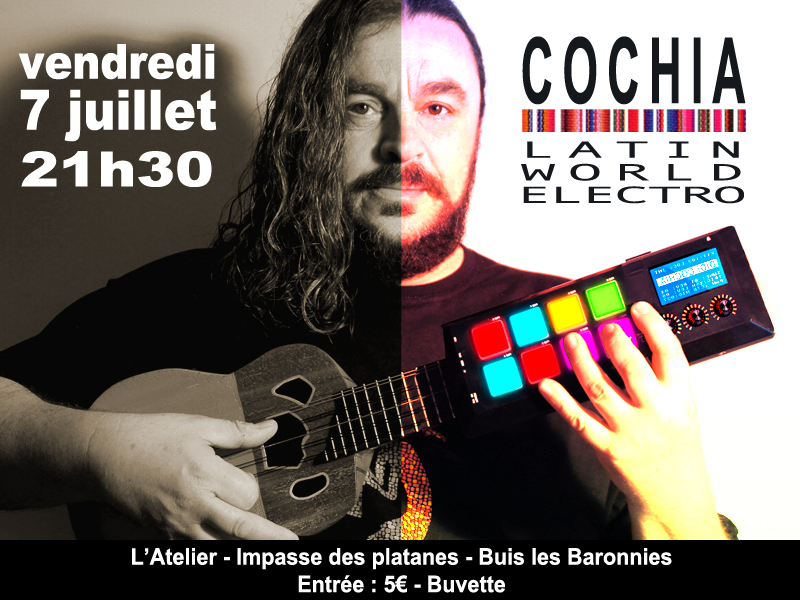 vendredi
7 juillet
21h30
COCHIA
LATIN
WORLD
ELECTRO
L'Atelier - Impasse des platanes - Buis les Baronnies
Entrée : 5€ - Buvette